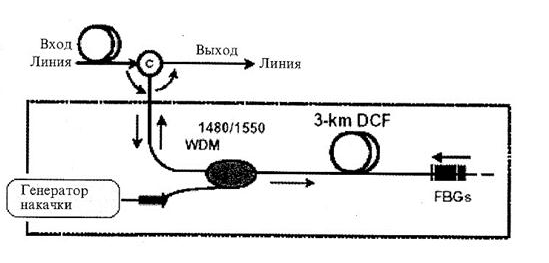 Вход
Линия
C
Выход
Линия
1480/1550
WDM
3-km DCF
Генератор
накачки
FBGs